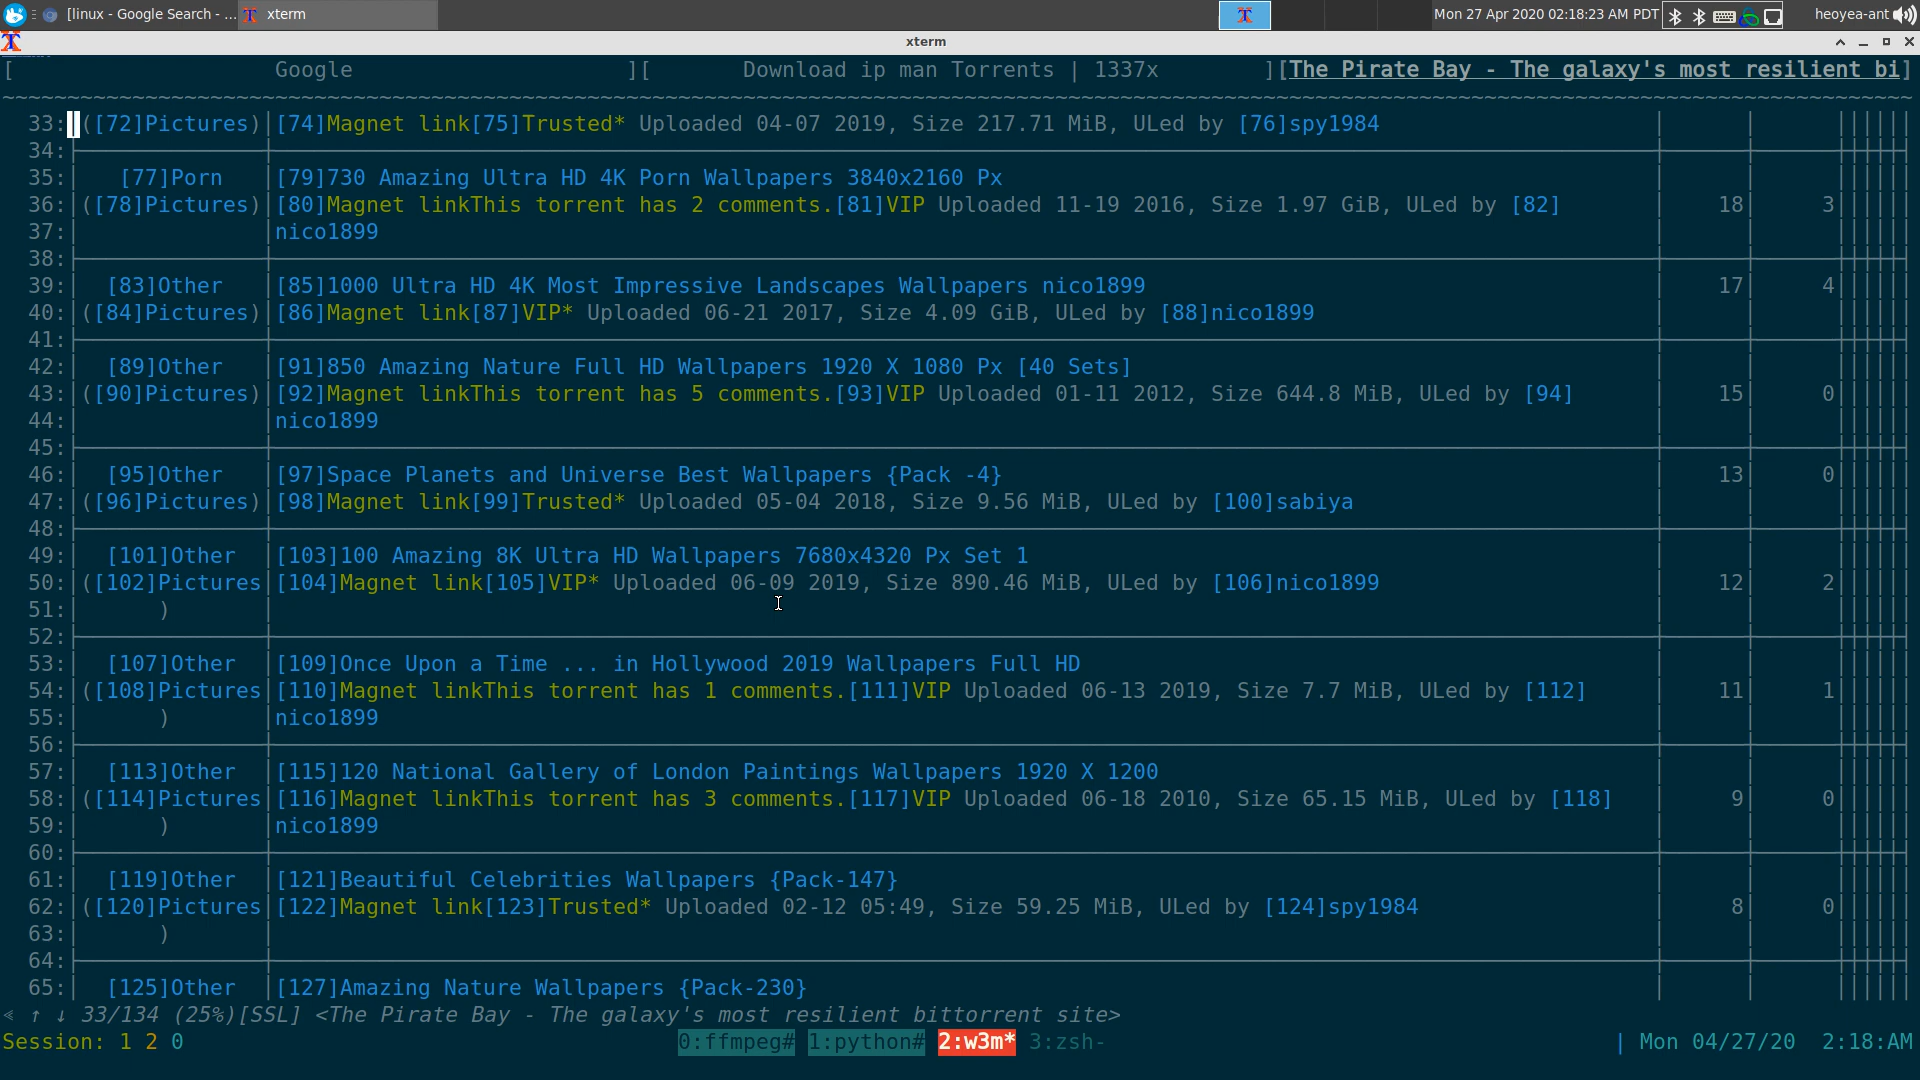 [linux - Google Search - ... xterm Mon 27 Apr 2020 02:18:23 AM PDT heoyea-ant
xterm
[ Google ][ Download ip man Torrents | 1337x ][The Pirate Bay - The galaxy's most resilient bi]
33: ([72]Pictures)|[74]Magnet link[75]Trusted* Uploaded 04-07 2019, Size 217.71 MiB, ULed by [76]spy1984
34:
35: [77]Porn |[79]730 Amazing Ultra HD 4K Porn Wallpapers 3840x2160 Px
36: ([78]Pictures)|[80]Magnet linkThis torrent has 2 comments.[81]VIP Uploaded 11-19 2016, Size 1.97 GiB, ULed by [82] 18 3
37: nico1899
38:
39: [83]Other |[85]1000 Ultra HD 4K Most Impressive Landscapes Wallpapers nico1899 17 4
40: ([84]Pictures)|[86]Magnet link[87]VIP* Uploaded 06-21 2017, Size 4.09 GiB, ULed by [88]nico1899
41:
42: [89]Other |[91]850 Amazing Nature Full HD Wallpapers 1920 X 1080 Px [40 Sets]
43: ([90]Pictures)|[92]Magnet linkThis torrent has 5 comments.[93]VIP Uploaded 01-11 2012, Size 644.8 MiB, ULed by [94] 15 0
44: nico1899
45:
46: [95]Other |[97]Space Planets and Universe Best Wallpapers {Pack -4} 13 0
47: ([96]Pictures)|[98]Magnet link[99]Trusted* Uploaded 05-04 2018, Size 9.56 MiB, ULed by [100]sabiya
48:
49: [101]Other |[103]100 Amazing 8K Ultra HD Wallpapers 7680x4320 Px Set 1
50: ([102]Pictures|[104]Magnet link[105]VIP* Uploaded 06-09 2019, Size 890.46 MiB, ULed by [106]nico1899 12 2
51: )
52:
53: [107]Other |[109]Once Upon a Time ... in Hollywood 2019 Wallpapers Full HD
54: ([108]Pictures|[110]Magnet linkThis torrent has 1 comments.[111]VIP Uploaded 06-13 2019, Size 7.7 MiB, ULed by [112] 11 1
55: ) nico1899
56:
57: [113]Other |[115]120 National Gallery of London Paintings Wallpapers 1920 X 1200
58: ([114]Pictures|[116]Magnet linkThis torrent has 3 comments.[117]VIP Uploaded 06-18 2010, Size 65.15 MiB, ULed by [118] 9 0
59: ) nico1899
60:
61: [119]Other |[121]Beautiful Celebrities Wallpapers {Pack-147}
62: ([120]Pictures|[122]Magnet link[123]Trusted* Uploaded 02-12 05:49, Size 59.25 MiB, ULed by [124]spy1984 8 0
63: )
64:
65: [125]Other |[127]Amazing Nature Wallpapers {Pack-230}
≪ ↑ ↓ 33/134 (25%)[SSL] <The Pirate Bay - The galaxy's most resilient bittorrent site>
Session: 1 2 0 0:ffmpeg# 1:python# 2:w3m* 3:zsh- | Mon 04/27/20 2:18:AM